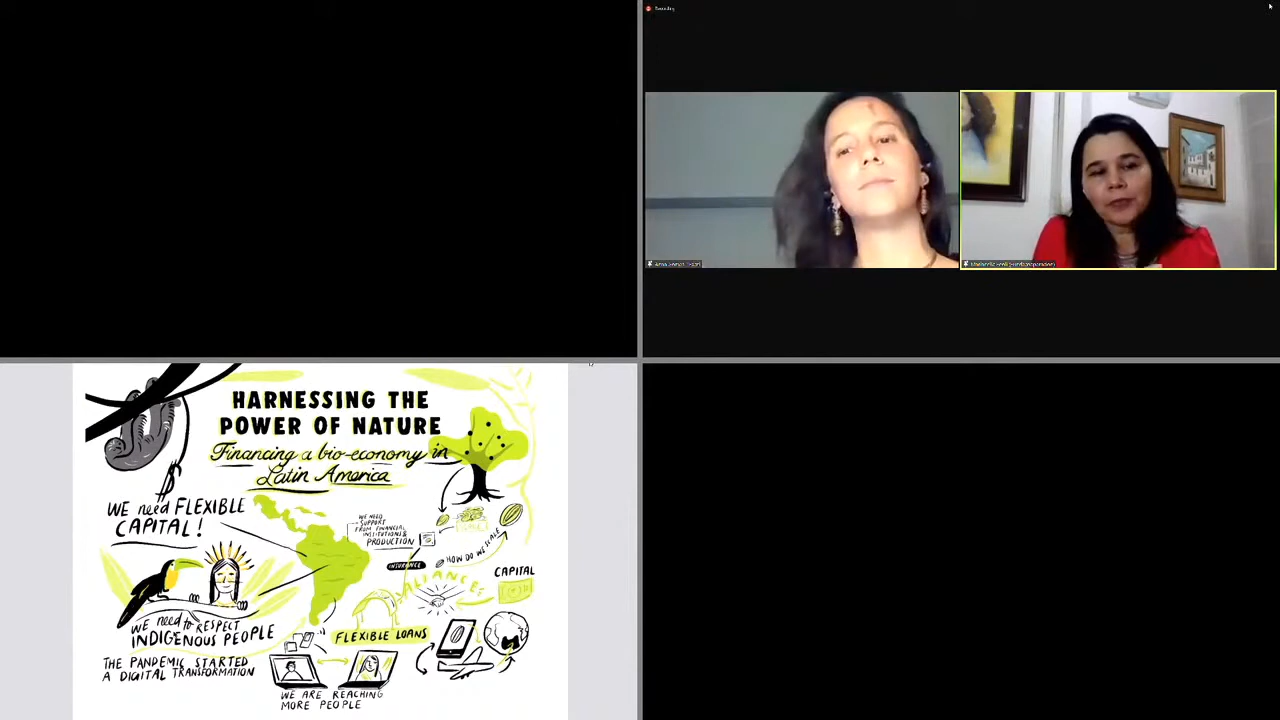 HARNESSING THE
POWER OF NATURE
Financing a bio-economy in
Latin America
WE need FLEXIBLE
CAPITAL!
WE NEED
SUPPORT
FROM FINANCIAL
INSTITUTIONS &
PRODUCTION
INSURANCE
HOW DO WE SCALE
ALIANCES
CAPITAL
WE need to RESPECT
INDIGENOUS PEOPLE
FLEXIBLE LOANS
THE PANDEMIC STARTED
A DIGITAL TRANSFORMATION
WE ARE REACHING
MORE PEOPLE